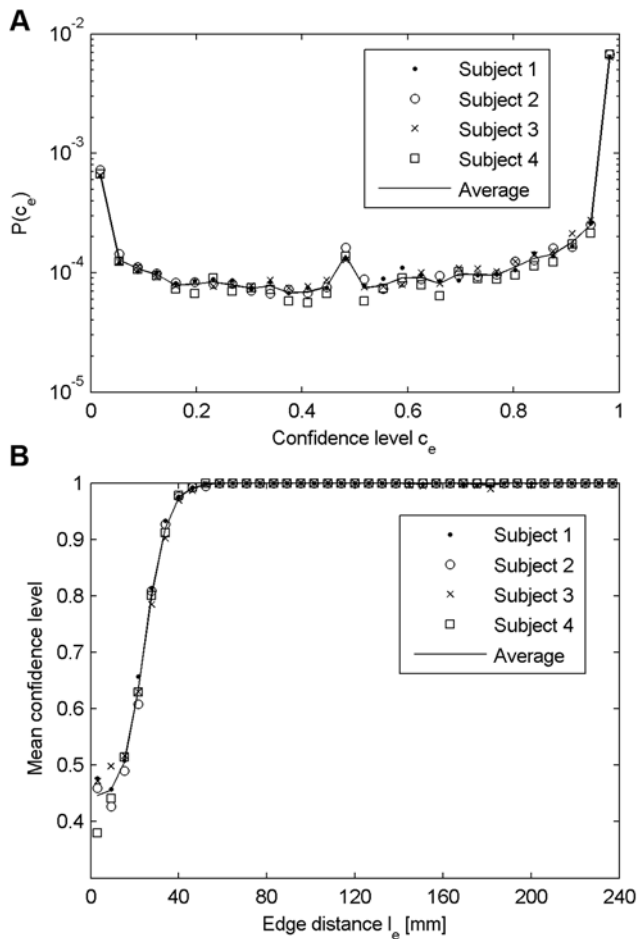 A
10^-2
10^-3
10^-4
10^-5
P(c_e)
Subject 1
Subject 2
Subject 3
Subject 4
Average
0 0.2 0.4 0.6 0.8 1
Confidence level c_e
B
1
0.9
0.8
0.7
0.6
0.5
0.4
Mean confidence level
Subject 1
Subject 2
Subject 3
Subject 4
Average
0 40 80 120 160 200 240
Edge distance l_e [mm]